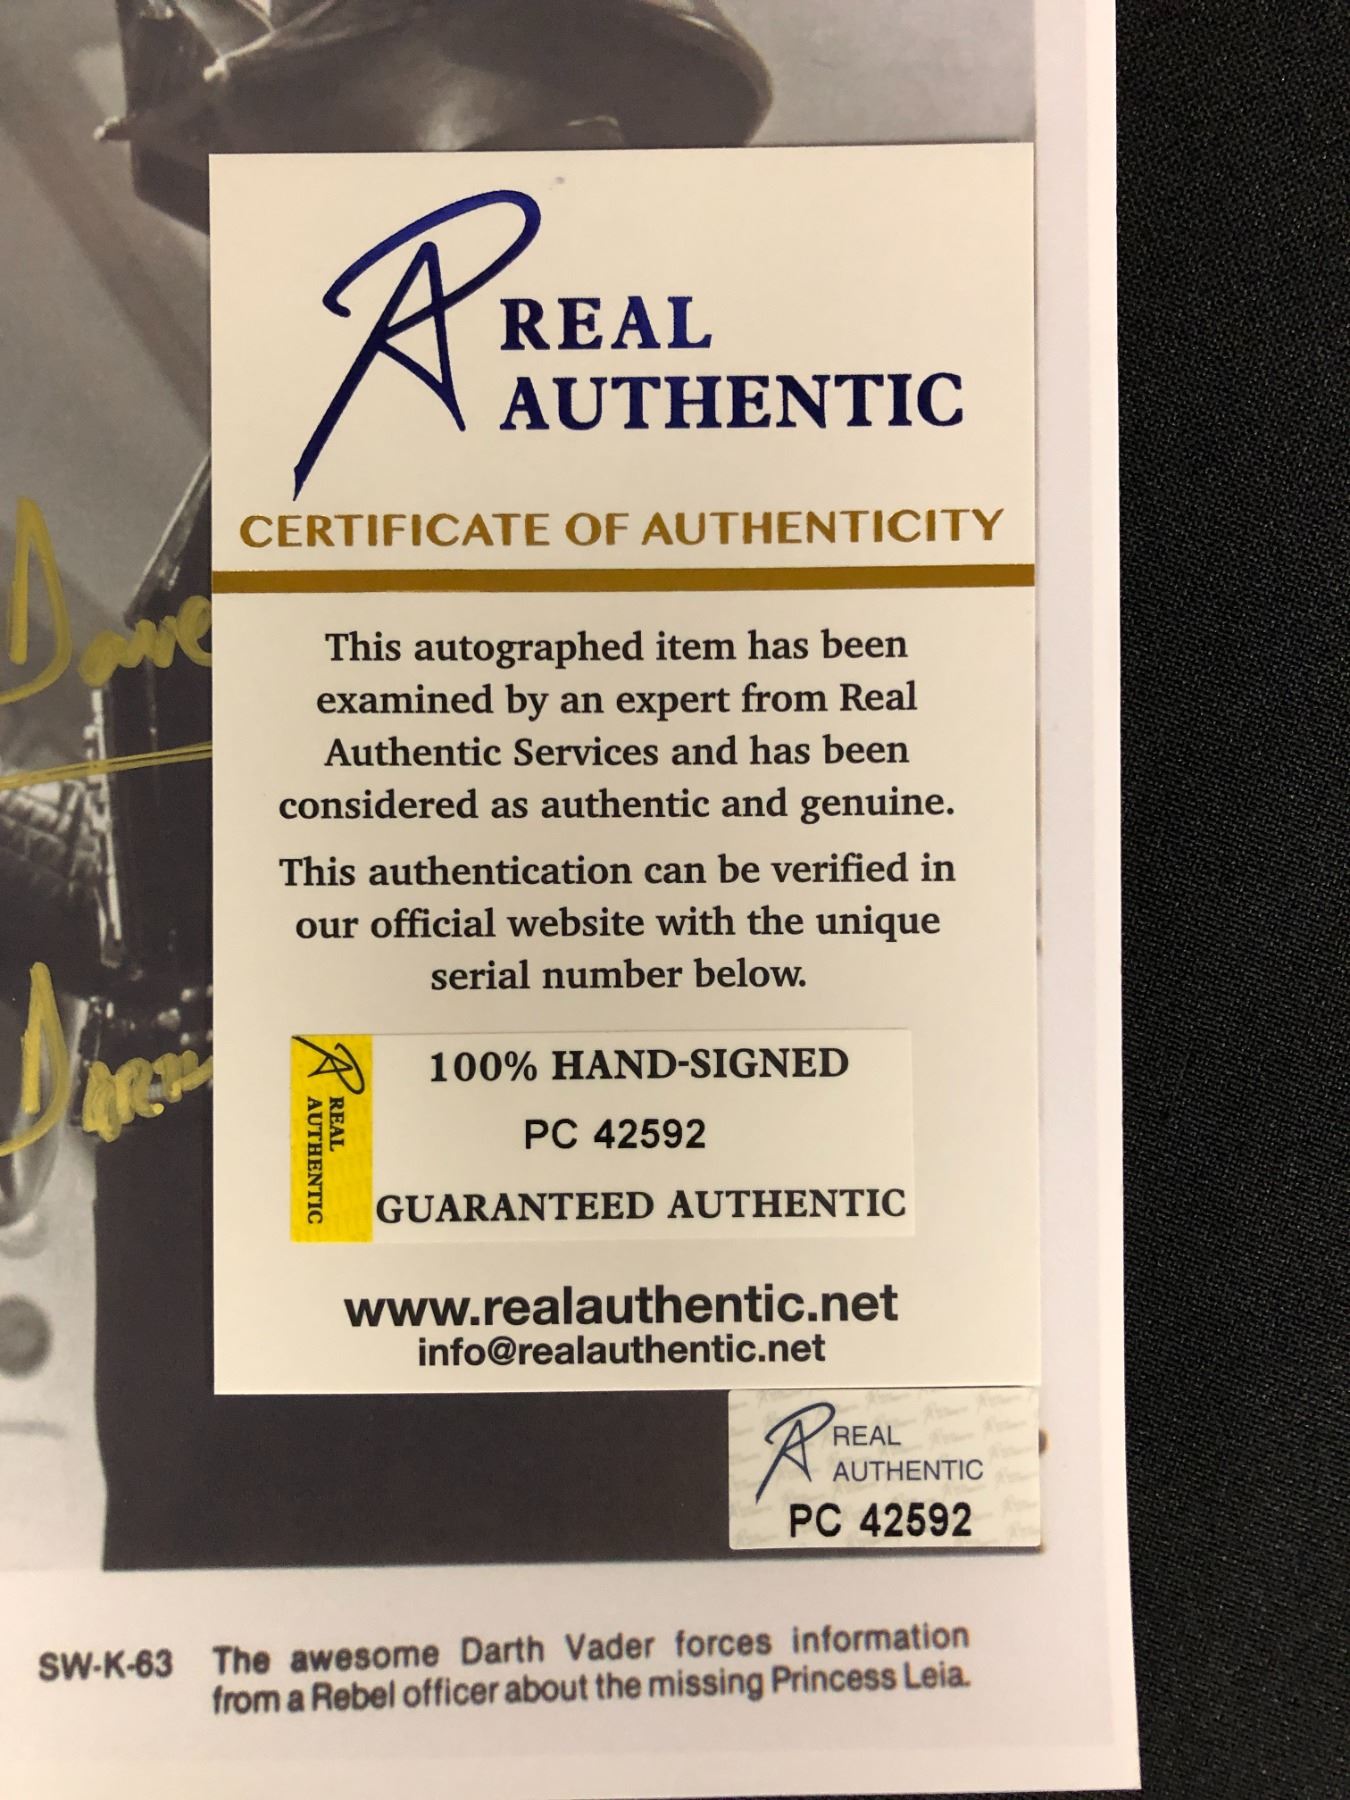 REAL
AUTHENTIC
CERTIFICATE OF AUTHENTICITY
This autographed item has been
examined by an expert from Real
Authentic Services and has been
considered as authentic and genuine.
This authentication can be verified in
our official website with the unique
serial number below.
Dave
Darth
REAL
AUTHENTIC
100% HAND-SIGNED
PC 42592
GUARANTEED AUTHENTIC
www.realauthentic.net
info@realauthentic.net
REAL
AUTHENTIC
PC 42592
SW-K-63 The awesome Darth Vader forces information
from a Rebel officer about the missing Princess Leia.